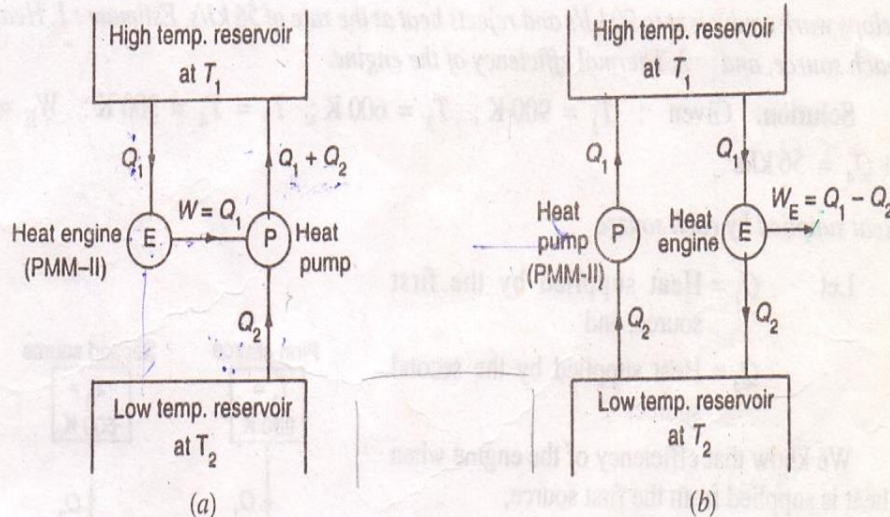 High temp. reservoir
at T₁
Q₁
Q₁ + Q₂
W = Q₁
E
P
Heat engine
(PMM–II)
Heat
pump
Q₂
Low temp. reservoir
at T₂
(a)
High temp. reservoir
at T₁
Q₁
Q₁
W_E = Q₁ – Q₂
Heat
pump
(PMM-II)
P
Heat
engine
E
Q₂
Q₂
Low temp. reservoir
at T₂
(b)
Solution. Given : T₁ = 900 K ; = 600 K ;
= 56 kJ/s
Let = Heat supplied by the first
source, and
= Heat supplied by the second
We know that efficiency of the engine when
heat is supplied from the first source,